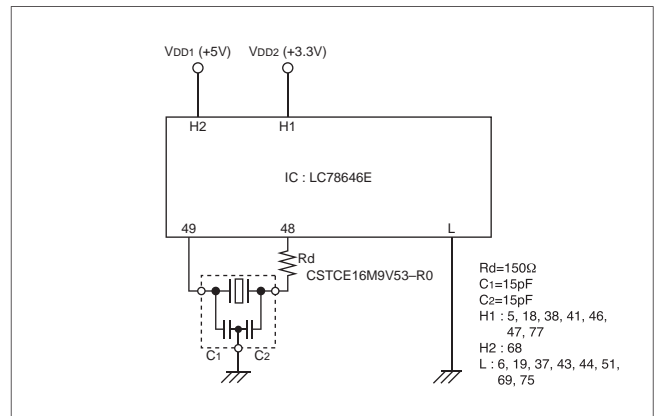 VDD1 (+5V) VDD2 (+3.3V)
H2 H1
IC : LC78646E
49 48 L
Rd
CSTCE16M9V53–R0
C1 C2
Rd=150Ω
C1=15pF
C2=15pF
H1 : 5, 18, 38, 41, 46,
47, 77
H2 : 68
L : 6, 19, 37, 43, 44, 51,
69, 75